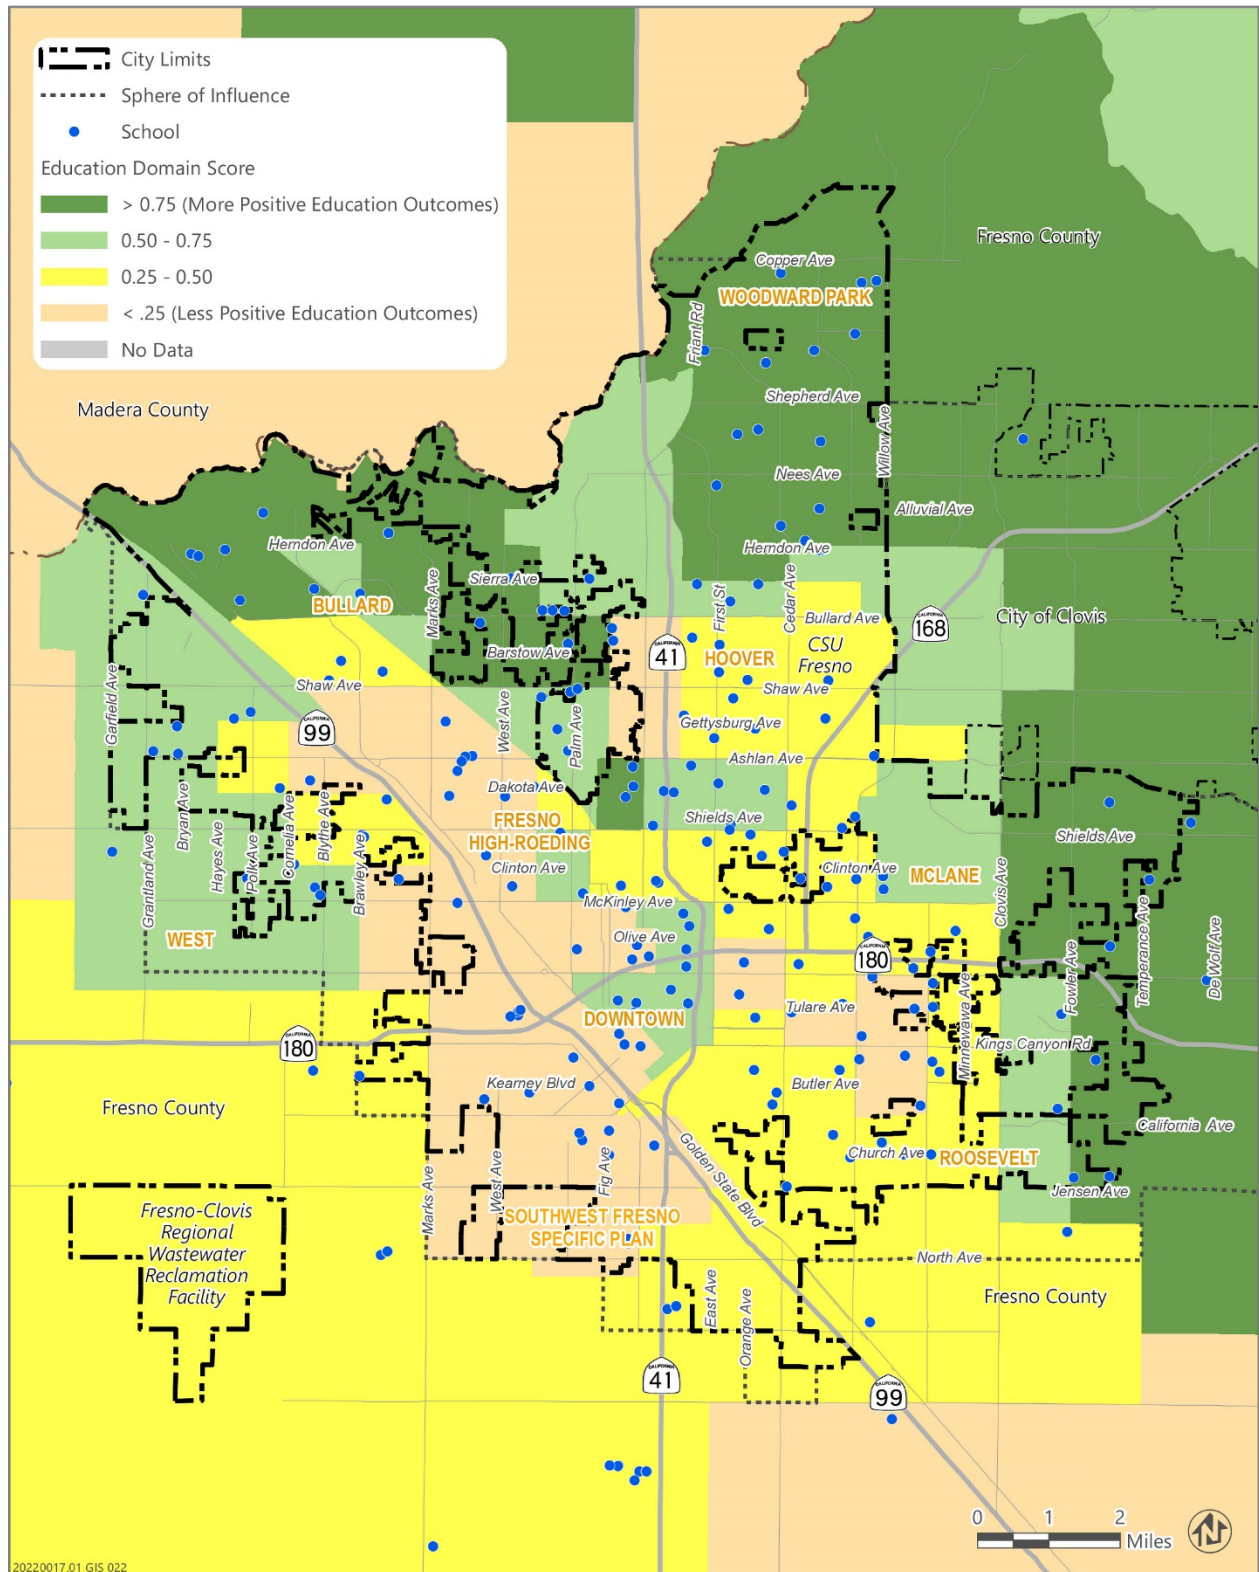 City Limits
Sphere of Influence
School
Education Domain Score
> 0.75 (More Positive Education Outcomes)
0.50 - 0.75
0.25 - 0.50
< .25 (Less Positive Education Outcomes)
No Data
Fresno County
Copper Ave
WOODWARD PARK
Friant Rd
Shepherd Ave
Madera County
Willow Ave
Nees Ave
Alluvial Ave
Herndon Ave
Herndon Ave
Sierra Ave
Marks Ave
First St
Cedar Ave
BULLARD
Bullard Ave
CALIFORNIA
168
City of Clovis
Barstow Ave
CALIFORNIA
41
HOOVER
CSU
Fresno
Shaw Ave
Shaw Ave
Garfield Ave
West Ave
Palm Ave
Gettysburg Ave
CALIFORNIA
99
Ashlan Ave
Dakota Ave
Bryan Ave
Cornelia Ave
Blythe Ave
FRESNO
HIGH-ROEDING
Shields Ave
Shields Ave
Hayes Ave
Polk Ave
Brawley Ave
Grantland Ave
Clinton Ave
Clinton Ave
MCLANE
Clovis Ave
McKinley Ave
WEST
Olive Ave
CALIFORNIA
180
Fowler Ave
Temperance Ave
De Wolf Ave
DOWNTOWN
Tulare Ave
Minnewawa Ave
Kings Canyon Rd
CALIFORNIA
180
Kearney Blvd
Butler Ave
Fresno County
California Ave
Golden State Blvd
Church Ave
ROOSEVELT
Fig Ave
Marks Ave
West Ave
Jensen Ave
Fresno-Clovis
Regional
Wastewater
Reclamation
Facility
SOUTHWEST FRESNO
SPECIFIC PLAN
North Ave
East Ave
Orange Ave
Fresno County
CALIFORNIA
41
CALIFORNIA
99
0 1 2
Miles
N
20220017.01 GIS 022